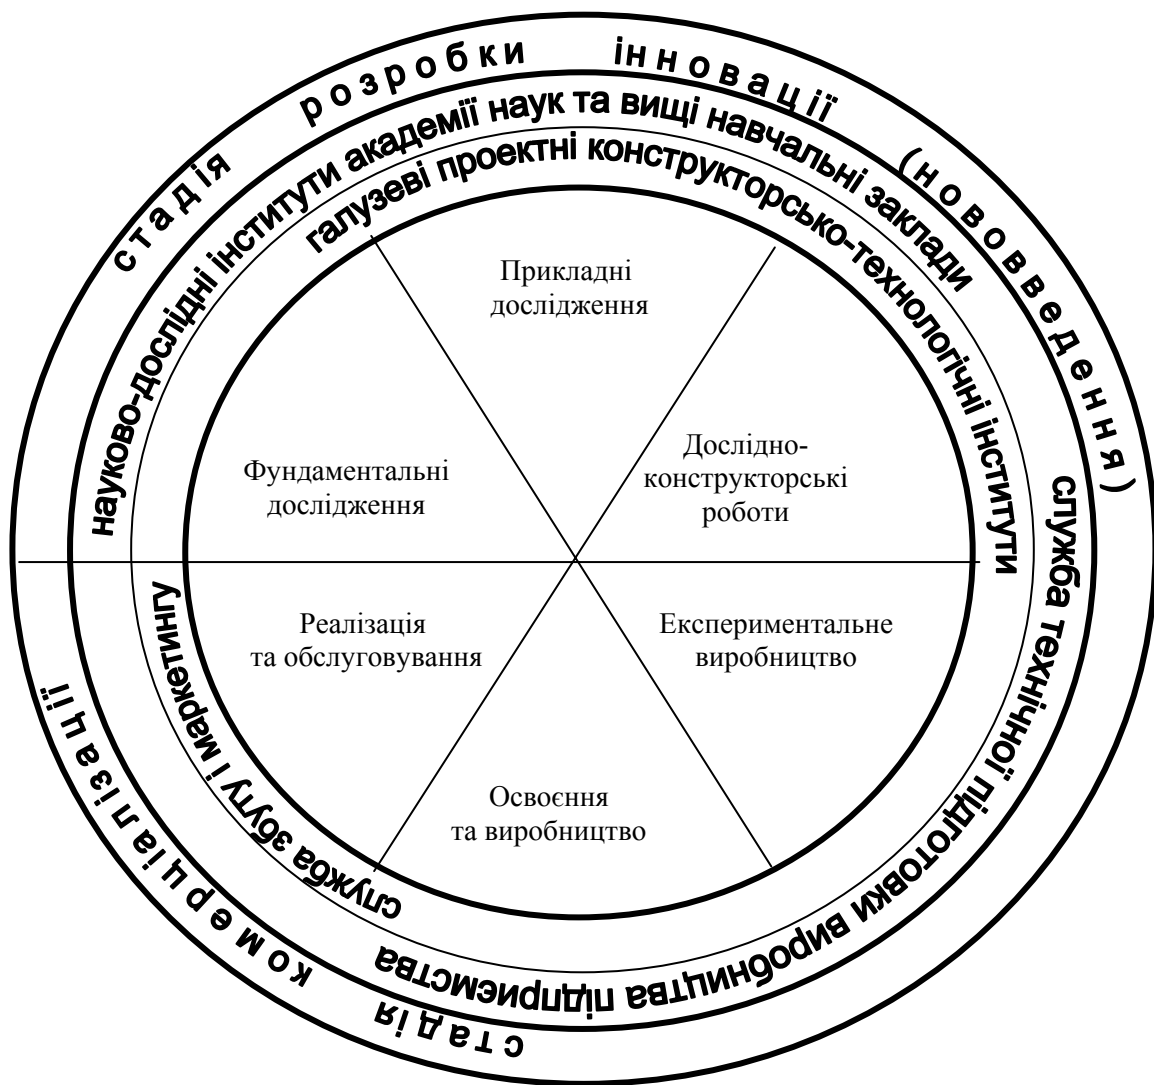 стадія розробки інновації (нововведення)
науково-дослідні інститути академії наук та вищі навчальні заклади
галузеві проектні конструкторсько-технологічні інститути
Прикладні
дослідження
Фундаментальні
дослідження
Дослідно-
конструкторські
роботи
Реалізація
та обслуговування
Експериментальне
виробництво
Освоєння
та виробництво
служба збуту і маркетингу
служба технічної підготовки виробництва підприємства
стадія комерціалізації